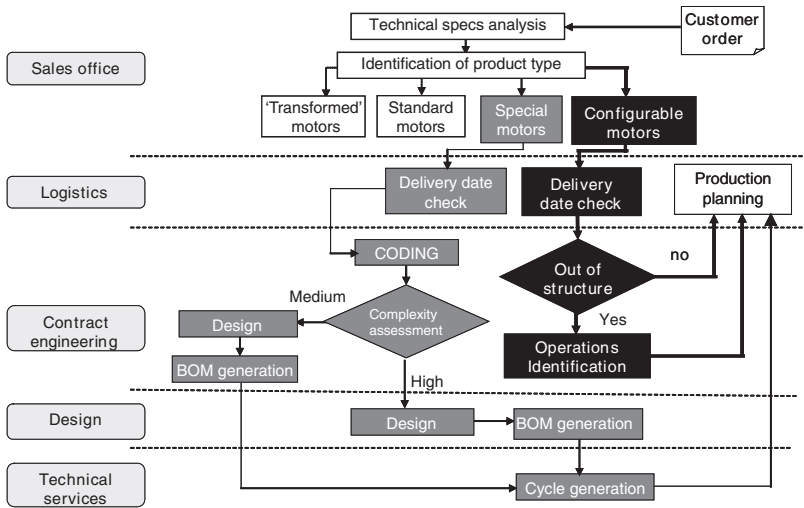 Technical specs analysis
Customer
order
Sales office
Identification of product type
‘Transformed’
motors
Standard
motors
Special
motors
Configurable
motors
Logistics
Delivery date
check
Delivery
date check
Production
planning
CODING
Out of
structure
no
Medium
Complexity
assessment
Yes
Contract
engineering
Design
BOM generation
Operations
Identification
High
Design
Design
BOM generation
Technical
services
Cycle generation